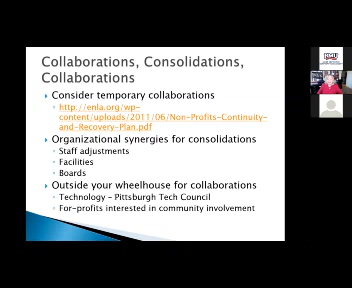 Collaborations, Consolidations,
Collaborations
Consider temporary collaborations
http://enla.org/wp-
content/uploads/2011/06/Non-Profits-Continuity-
and-Recovery-Plan.pdf
Organizational synergies for consolidations
Staff adjustments
Facilities
Boards
Outside your wheelhouse for collaborations
Technology – Pittsburgh Tech Council
For-profits interested in community involvement